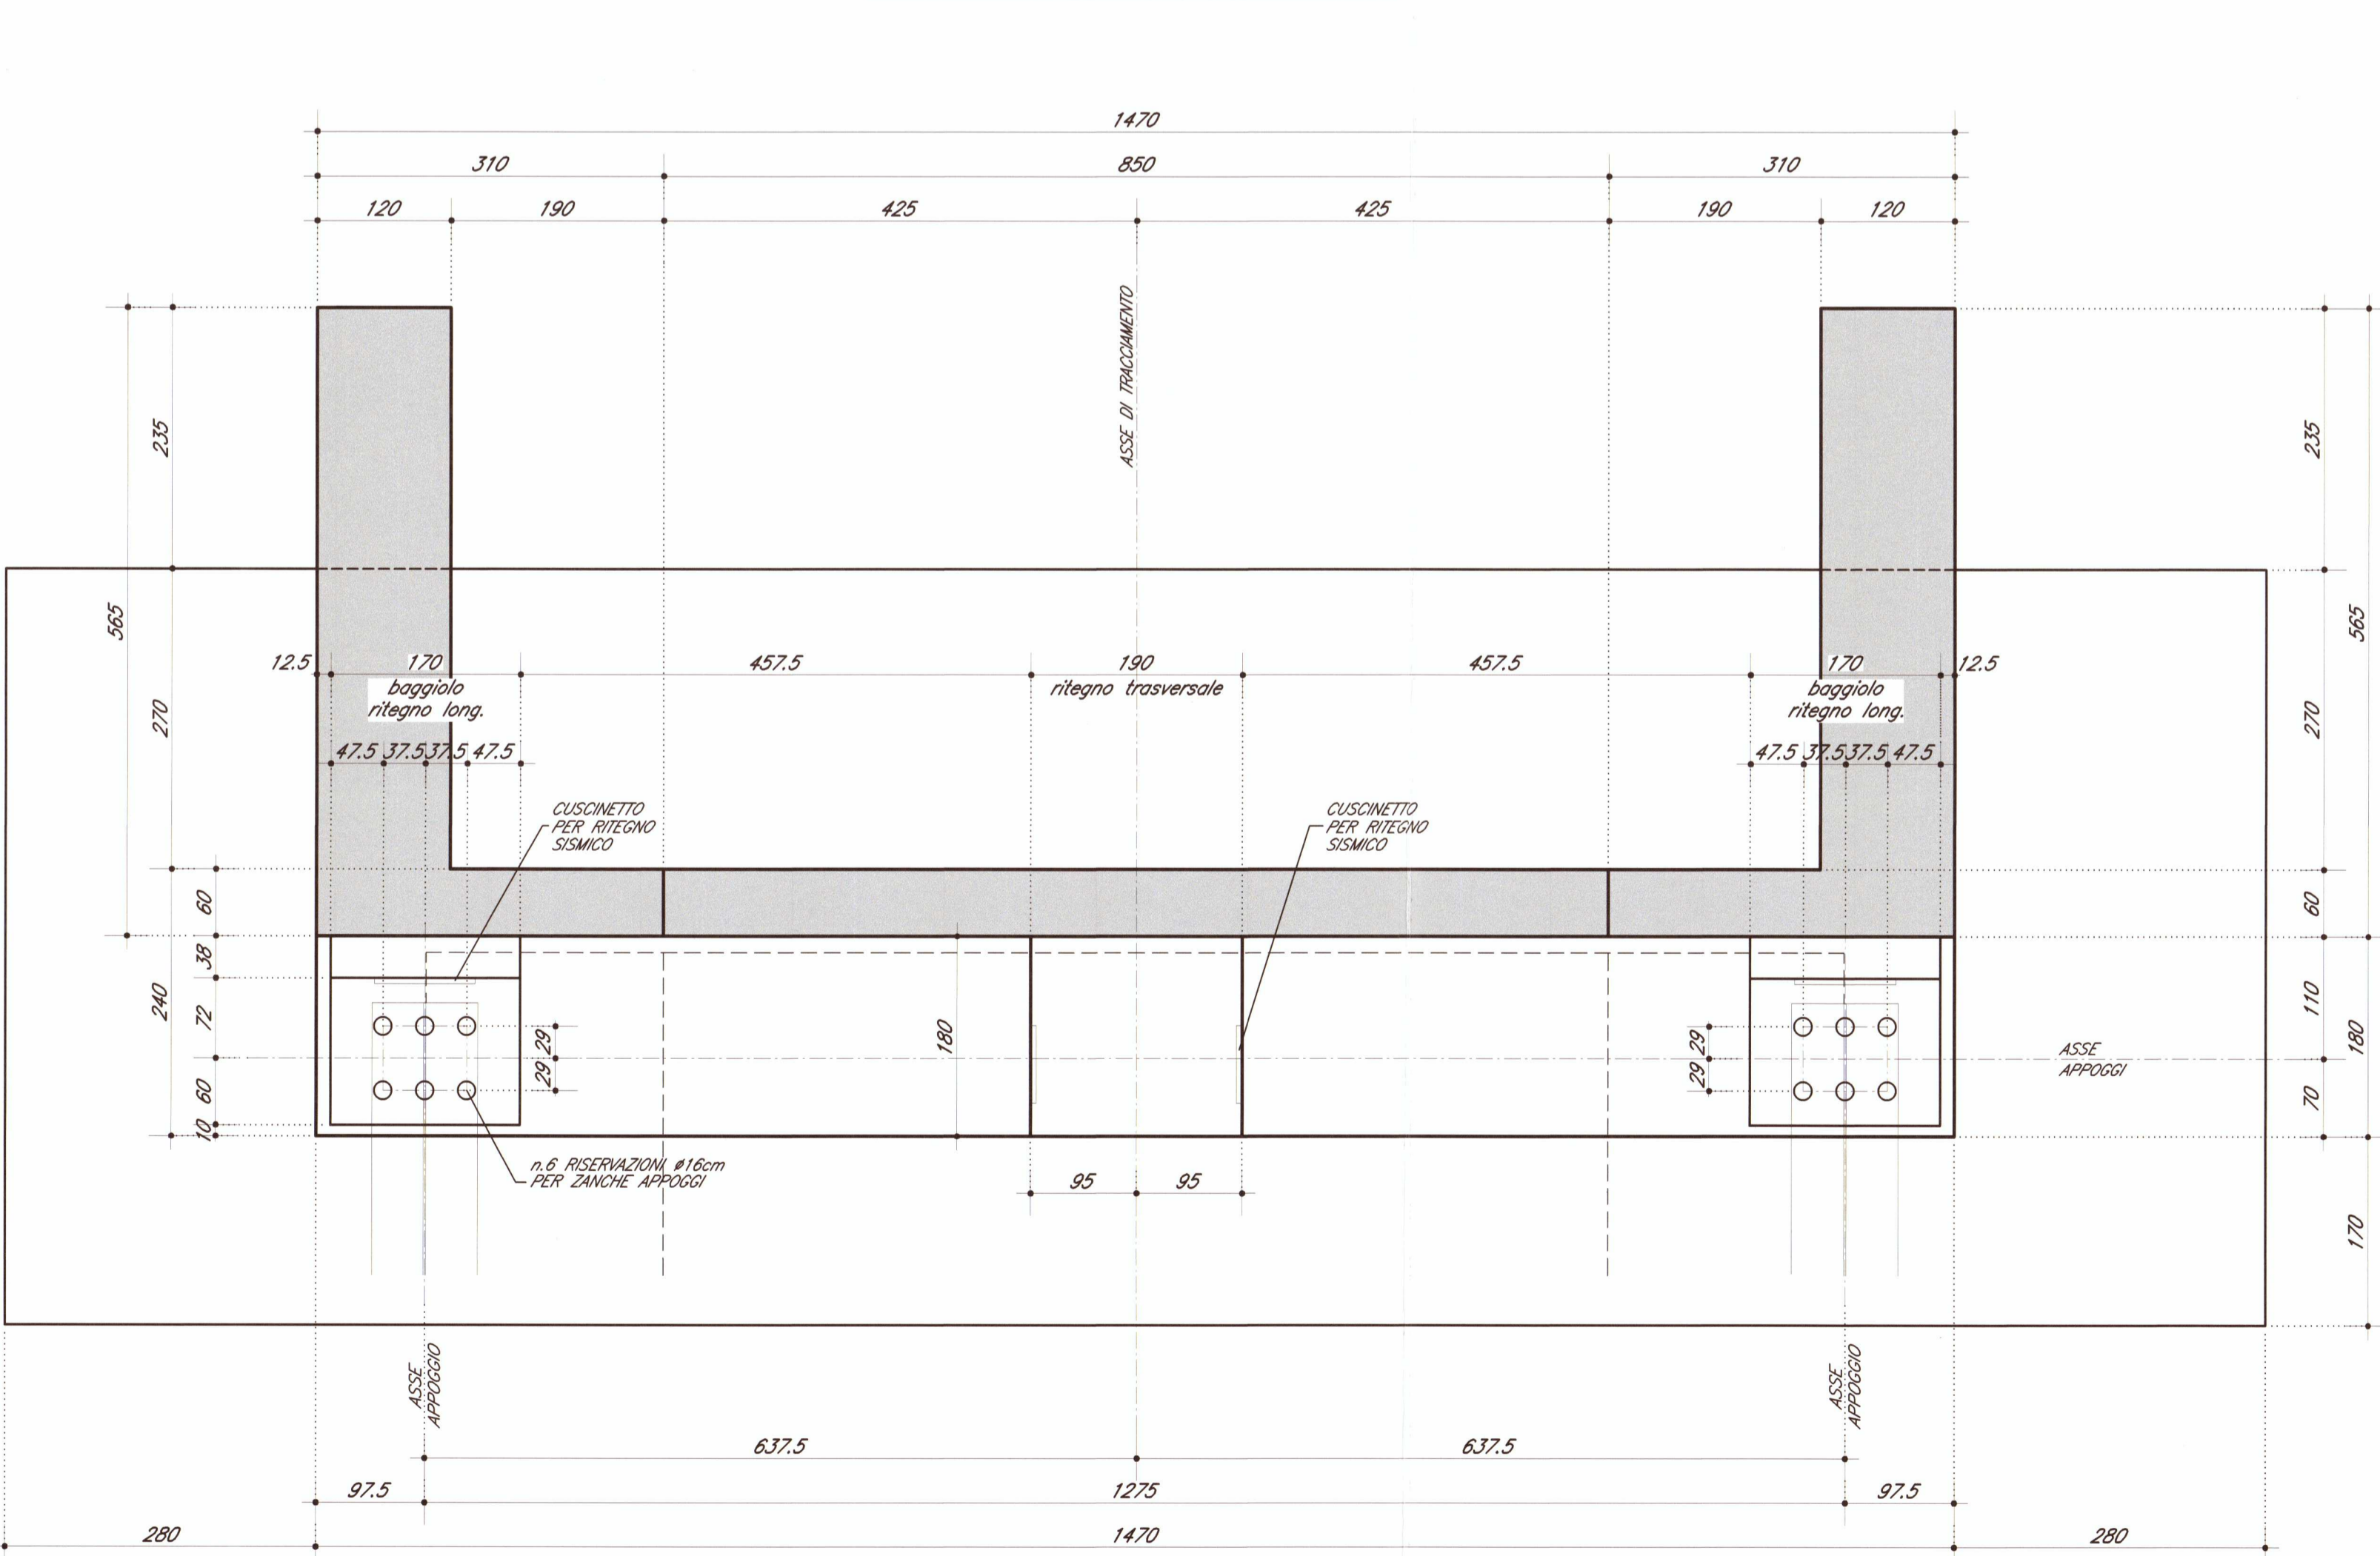 1470
310 850 310
120 190 425 425 190 120
ASSE DI TRACCIAMENTO
235 235
565 565
12.5 170 457.5 190 457.5 170 12.5
baggiolo ritegno trasversale baggiolo
ritegno long. ritegno long.
270 270
47.5 37.5 37.5 47.5 47.5 37.5 37.5 47.5
CUSCINETTO
PER RITEGNO
SISMICO
CUSCINETTO
PER RITEGNO
SISMICO
60 60
38
240 72 110
180 180
29 29 29 29
ASSE
APPOGGI
60 70
10
n.6 RISERVAZIONI ø16cm
PER ZANCHE APPOGGI
95 95
170
ASSE
APPOGGIO
ASSE
APPOGGIO
637.5 637.5
97.5 1275 97.5
280 1470 280